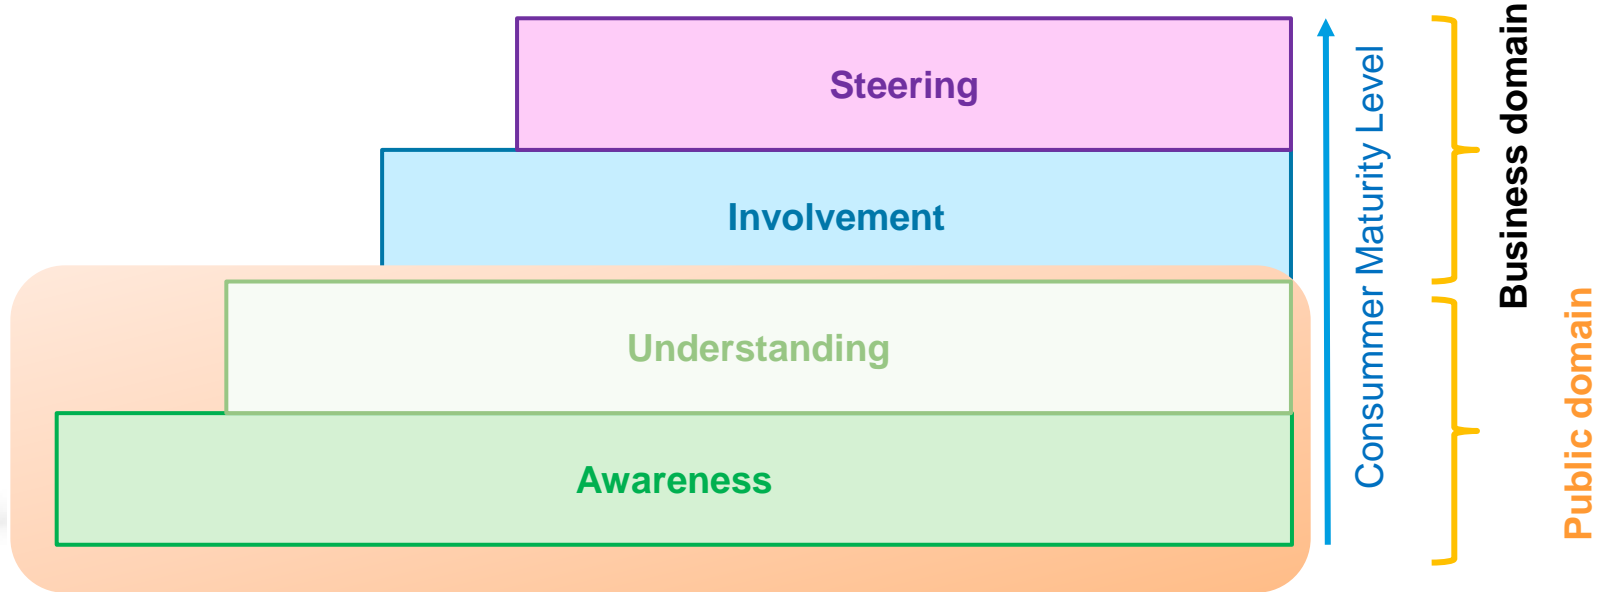 Steering
Involvement
Understanding
Awareness
Consummer Maturity Level
Business domain
Public domain